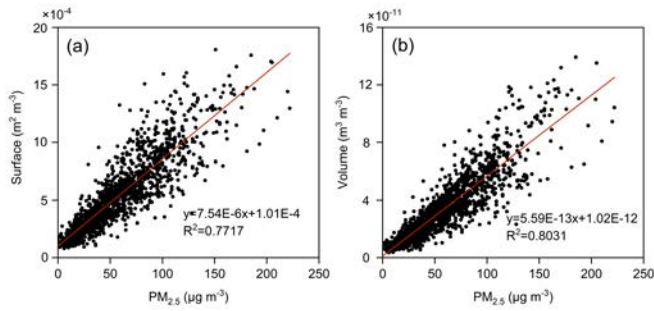 ×10⁻⁴
20
(a)
15
10
5
0
0 50 100 150 200 250
Surface (m² m⁻³)
y=7.54E-6x+1.01E-4
R²=0.7717
PM₂.₅ (μg m⁻³)
×10⁻¹¹
16
(b)
12
8
4
0
0 50 100 150 200 250
Volume (m³ m⁻³)
y=5.59E-13x+1.02E-12
R²=0.8031
PM₂.₅ (μg m⁻³)